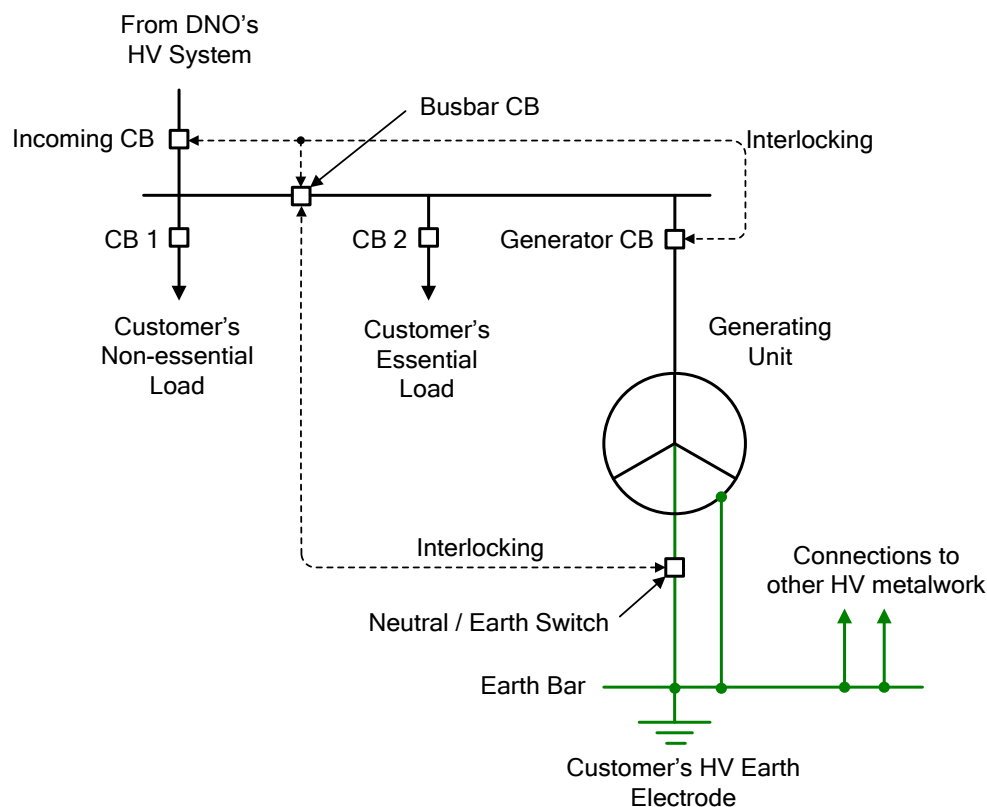 From DNO's
HV System
Busbar CB
Incoming CB
Interlocking
CB 1
CB 2
Generator CB
Customer's
Non-essential
Load
Customer's
Essential
Load
Generating
Unit
Interlocking
Connections to
other HV metalwork
Neutral / Earth Switch
Earth Bar
Customer's HV Earth
Electrode